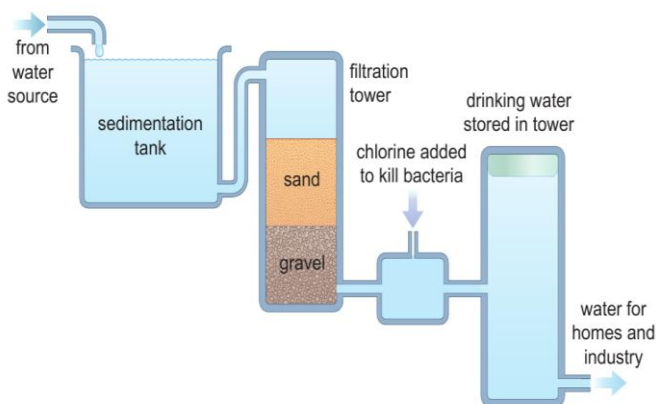 from
water
source
sedimentation
tank
filtration
tower
sand
gravel
chlorine added
to kill bacteria
drinking water
stored in tower
water for
homes and
industry